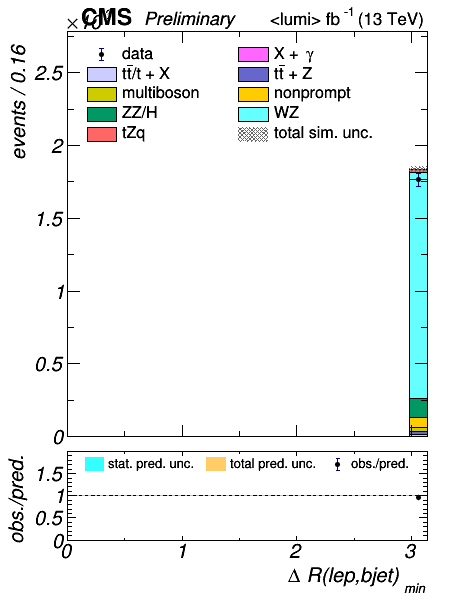 ×10
CMS Preliminary <lumi> fb⁻¹ (13 TeV)
events / 0.16
data
X + γ
tt̄/t + X
tt̄ + Z
multiboson
nonprompt
ZZ/H
WZ
tZq
total sim. unc.
2.5
2
1.5
1
0.5
0
obs./pred.
stat. pred. unc.
total pred. unc.
obs./pred.
1.5
1
0.5
0
0 1 2 3
Δ R(lep,bjet) min